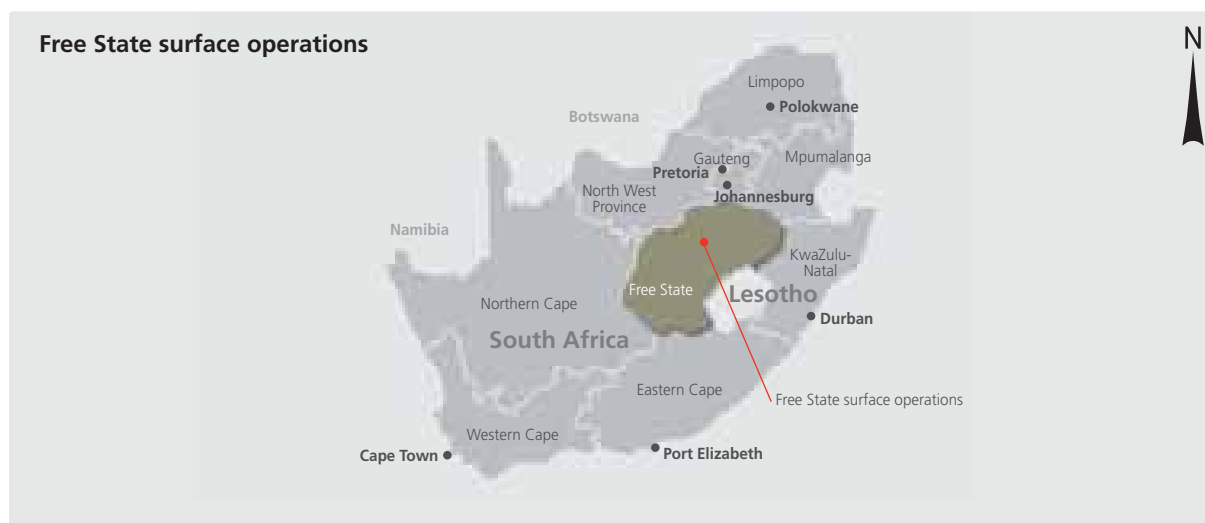 Free State surface operations
N
Limpopo
Polokwane
Botswana
Gauteng
Mpumalanga
Pretoria
North West
Province
Johannesburg
Namibia
KwaZulu-
Natal
Free State
Lesotho
Northern Cape
Durban
South Africa
Eastern Cape
Free State surface operations
Western Cape
Cape Town
Port Elizabeth